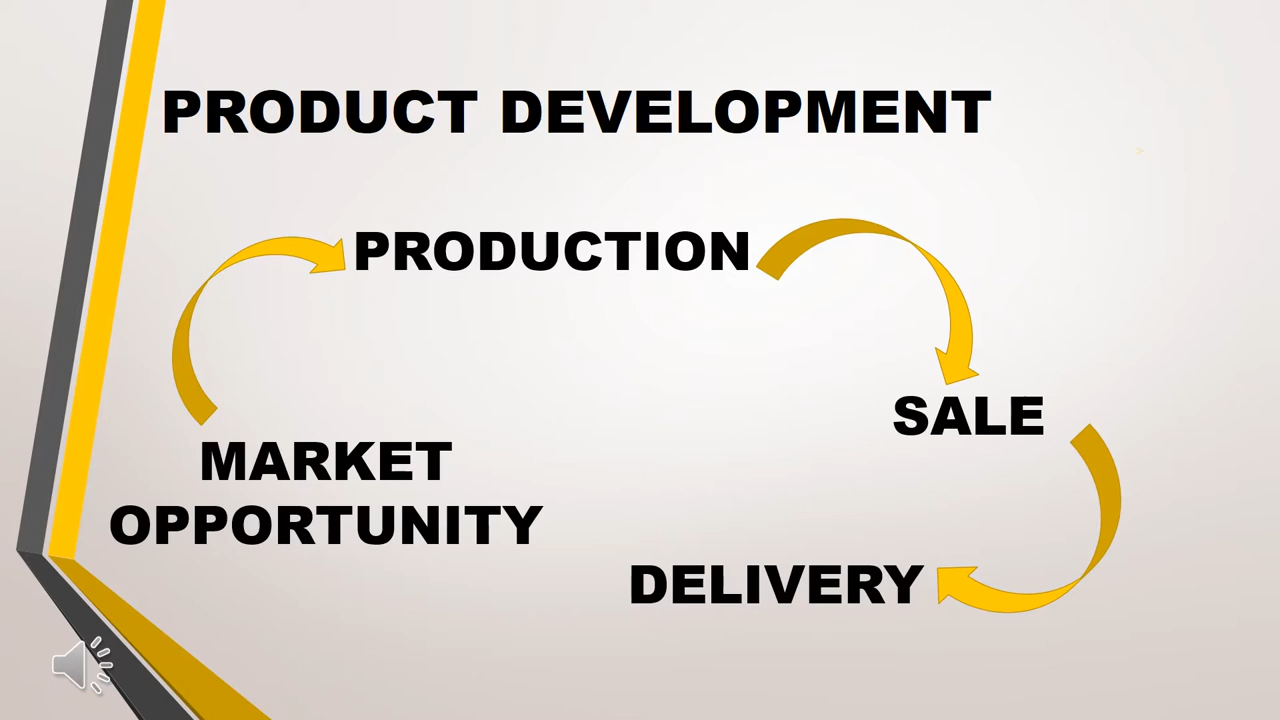 PRODUCT DEVELOPMENT
PRODUCTION
SALE
MARKET
OPPORTUNITY
DELIVERY